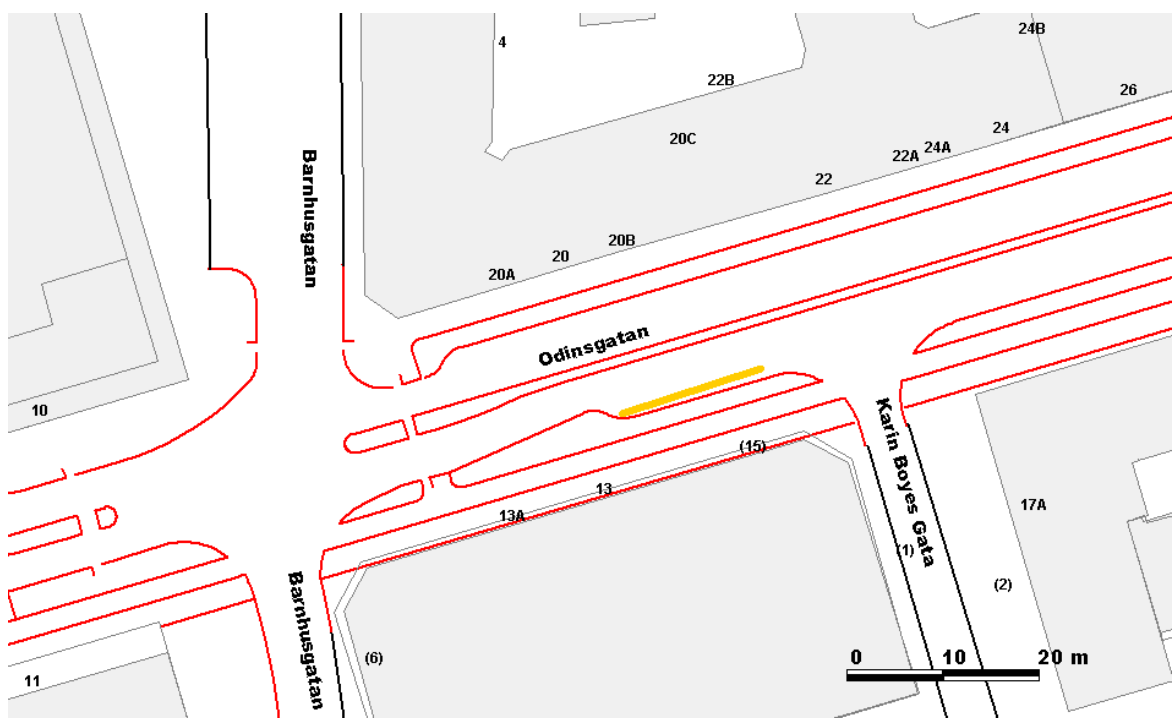 4
24B
22B
26
20C
24
24A
22A
22
Barnhusgatan
20B
20
20A
Odinsgatan
10
Karin Boyes Gata
(15)
13
13A
17A
(1)
(2)
Barnhusgatan
(6)
0 10 20 m
11